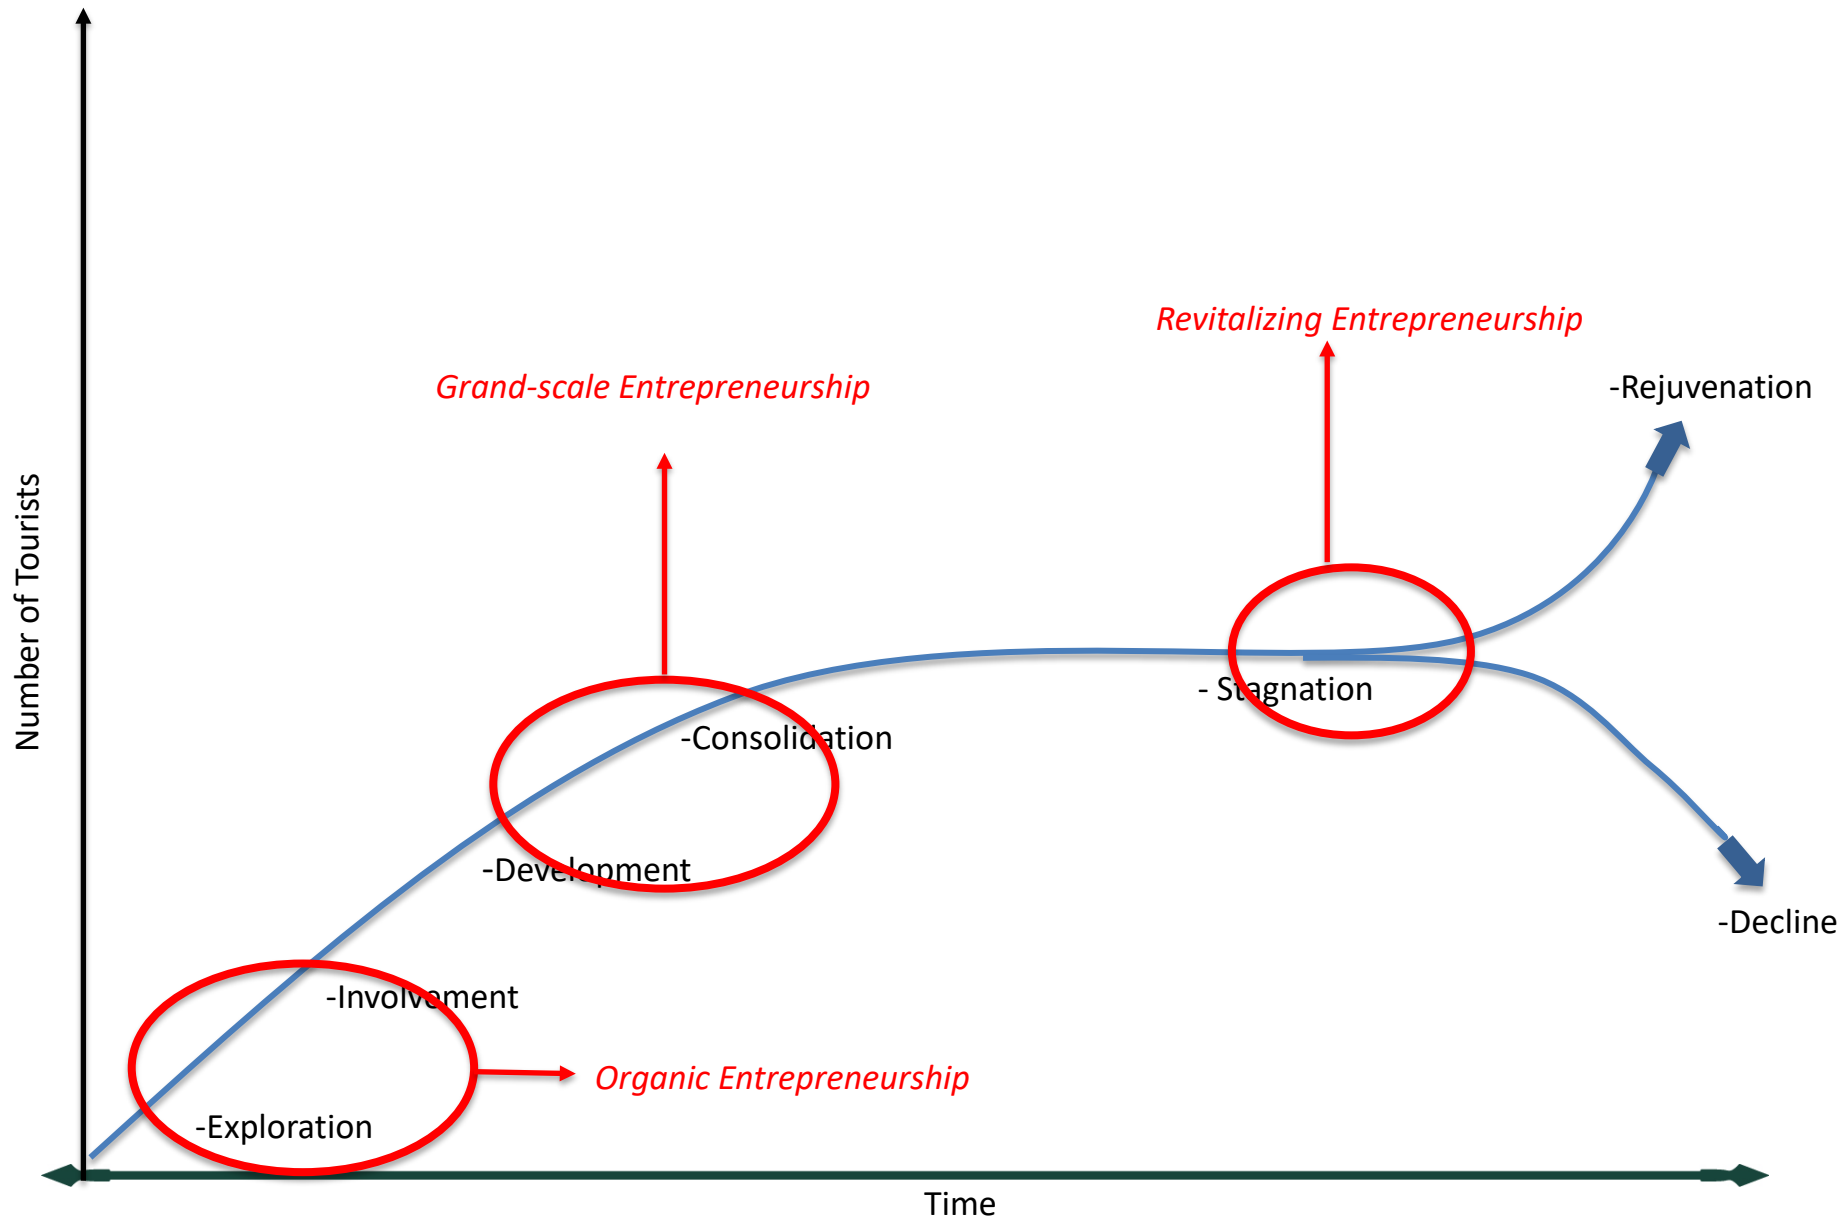 Revitalizing Entrepreneurship
Grand-scale Entrepreneurship
-Rejuvenation
Number of Tourists
- Stagnation
-Consolidation
-Development
-Decline
-Involvement
Organic Entrepreneurship
-Exploration
Time